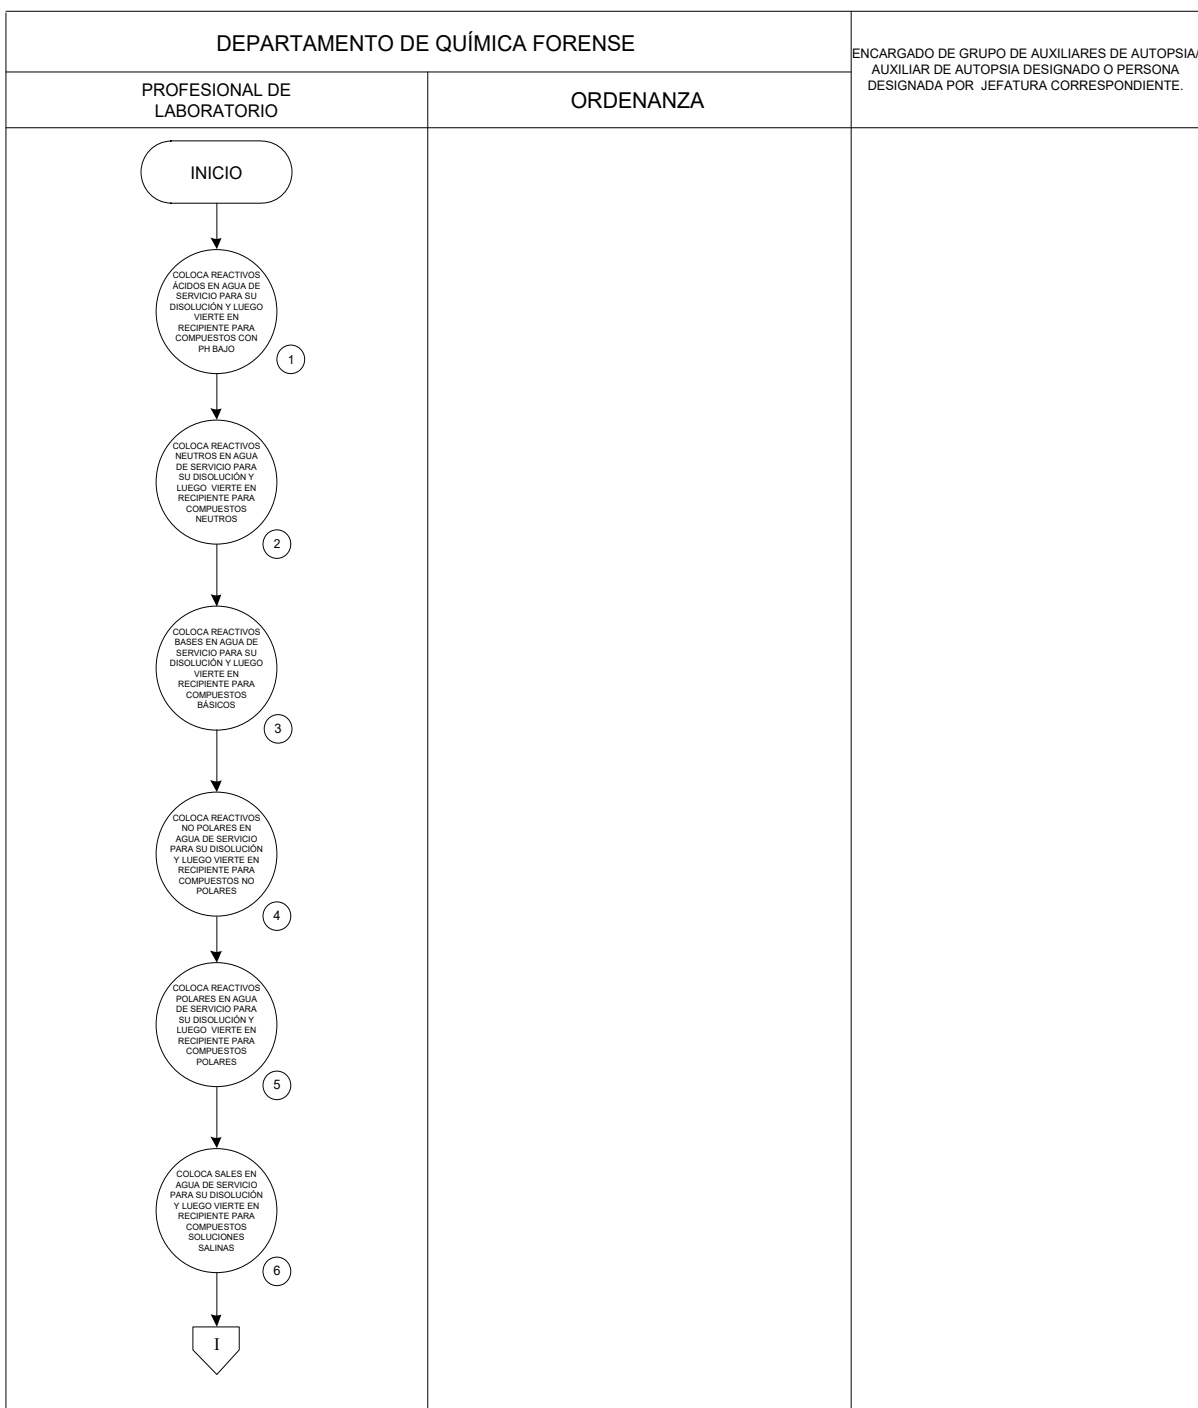 DEPARTAMENTO DE QUÍMICA FORENSE
ENCARGADO DE GRUPO DE AUXILIARES DE AUTOPSIA/
AUXILIAR DE AUTOPSIA DESIGNADO O PERSONA
DESIGNADA POR JEFATURA CORRESPONDIENTE.
PROFESIONAL DE
LABORATORIO
ORDENANZA
INICIO
COLOCA REACTIVOS
ÁCIDOS EN AGUA DE
SERVICIO PARA SU
DISOLUCIÓN Y LUEGO
VIERTE EN
RECIPIENTE PARA
COMPUESTOS CON
PH BAJO
1
COLOCA REACTIVOS
NEUTROS EN AGUA
DE SERVICIO PARA
SU DISOLUCIÓN Y
LUEGO VIERTE EN
RECIPIENTE PARA
COMPUESTOS
NEUTROS
2
COLOCA REACTIVOS
BASES EN AGUA DE
SERVICIO PARA SU
DISOLUCIÓN Y LUEGO
VIERTE EN
RECIPIENTE PARA
COMPUESTOS
BÁSICOS
3
COLOCA REACTIVOS
NO POLARES EN
AGUA DE SERVICIO
PARA SU DISOLUCIÓN
Y LUEGO VIERTE EN
RECIPIENTE PARA
COMPUESTOS NO
POLARES
4
COLOCA REACTIVOS
POLARES EN AGUA
DE SERVICIO PARA
SU DISOLUCIÓN Y
LUEGO VIERTE EN
RECIPIENTE PARA
COMPUESTOS
POLARES
5
COLOCA SALES EN
AGUA DE SERVICIO
PARA SU DISOLUCIÓN
Y LUEGO VIERTE EN
RECIPIENTE PARA
COMPUESTOS
SOLUCIONES
SALINAS
6
I